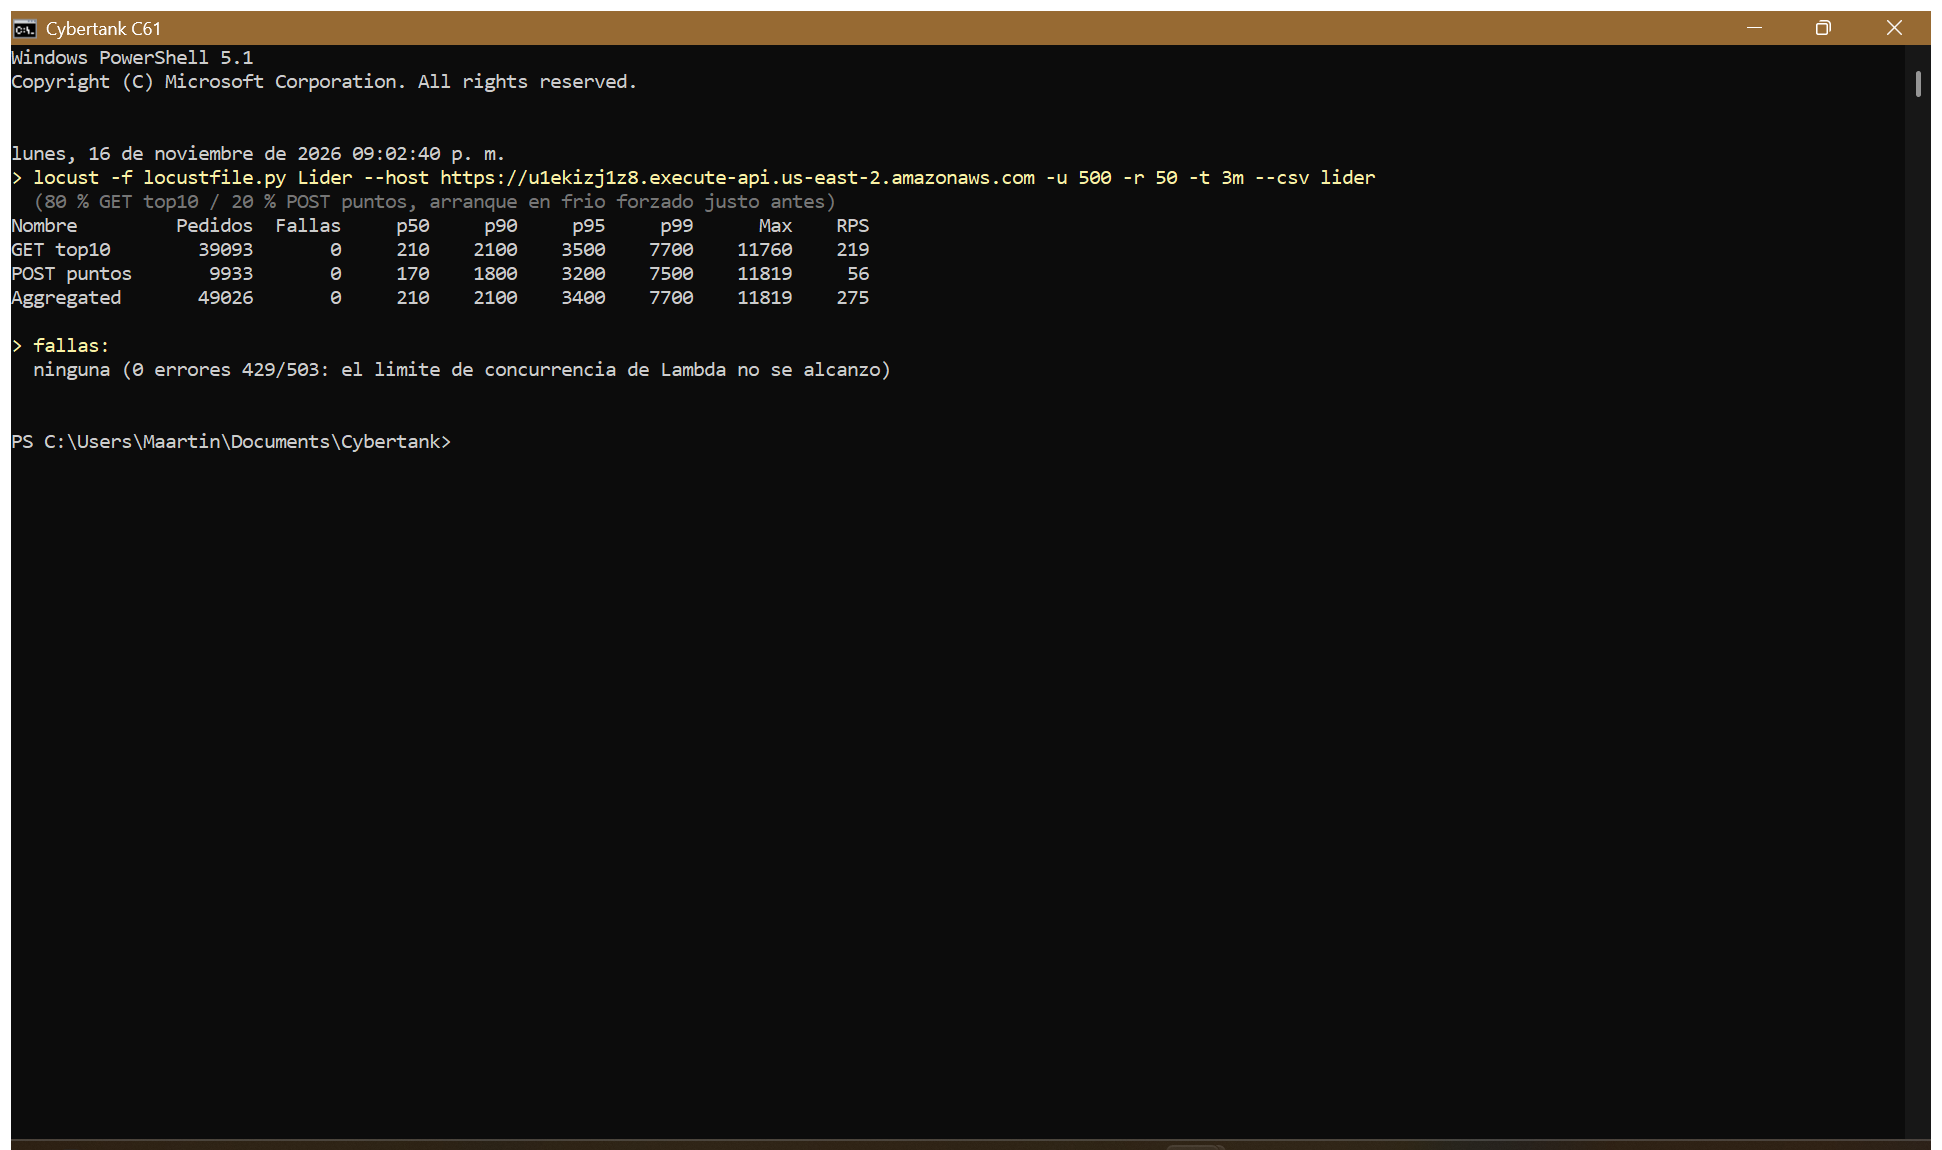 Cybertank C61
Windows PowerShell 5.1
Copyright (C) Microsoft Corporation. All rights reserved.
lunes, 16 de noviembre de 2026 09:02:40 p. m.
> locust -f locustfile.py Lider --host https://u1ekizj1z8.execute-api.us-east-2.amazonaws.com -u 500 -r 50 -t 3m --csv lider
(80 % GET top10 / 20 % POST puntos, arranque en frio forzado justo antes)
Nombre Pedidos Fallas p50 p90 p95 p99 Max RPS
GET top10 39093 0 210 2100 3500 7700 11760 219
POST puntos 9933 0 170 1800 3200 7500 11819 56
Aggregated 49026 0 210 2100 3400 7700 11819 275
> fallas:
ninguna (0 errores 429/503: el limite de concurrencia de Lambda no se alcanzo)
PS C:\Users\Maartin\Documents\Cybertank>